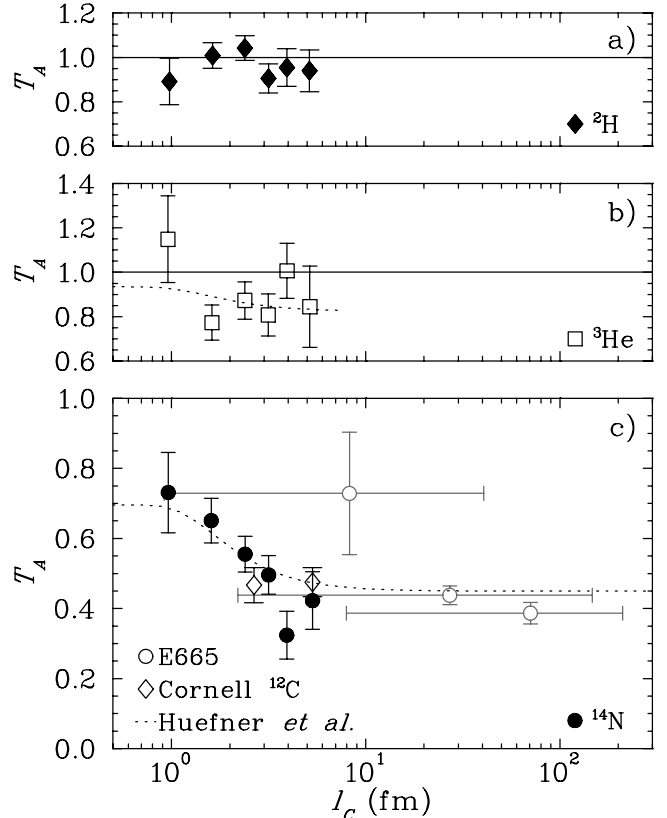 1.2
a)
1.0
T_A
0.8
²H
0.6
1.4
b)
1.2
T_A
1.0
0.8
³He
0.6
1.0
c)
0.8
0.6
T_A
0.4
E665
0.2
Cornell ¹²C
Huefner et al.
¹⁴N
0.0
10⁰ 10¹ 10²
l_C (fm)